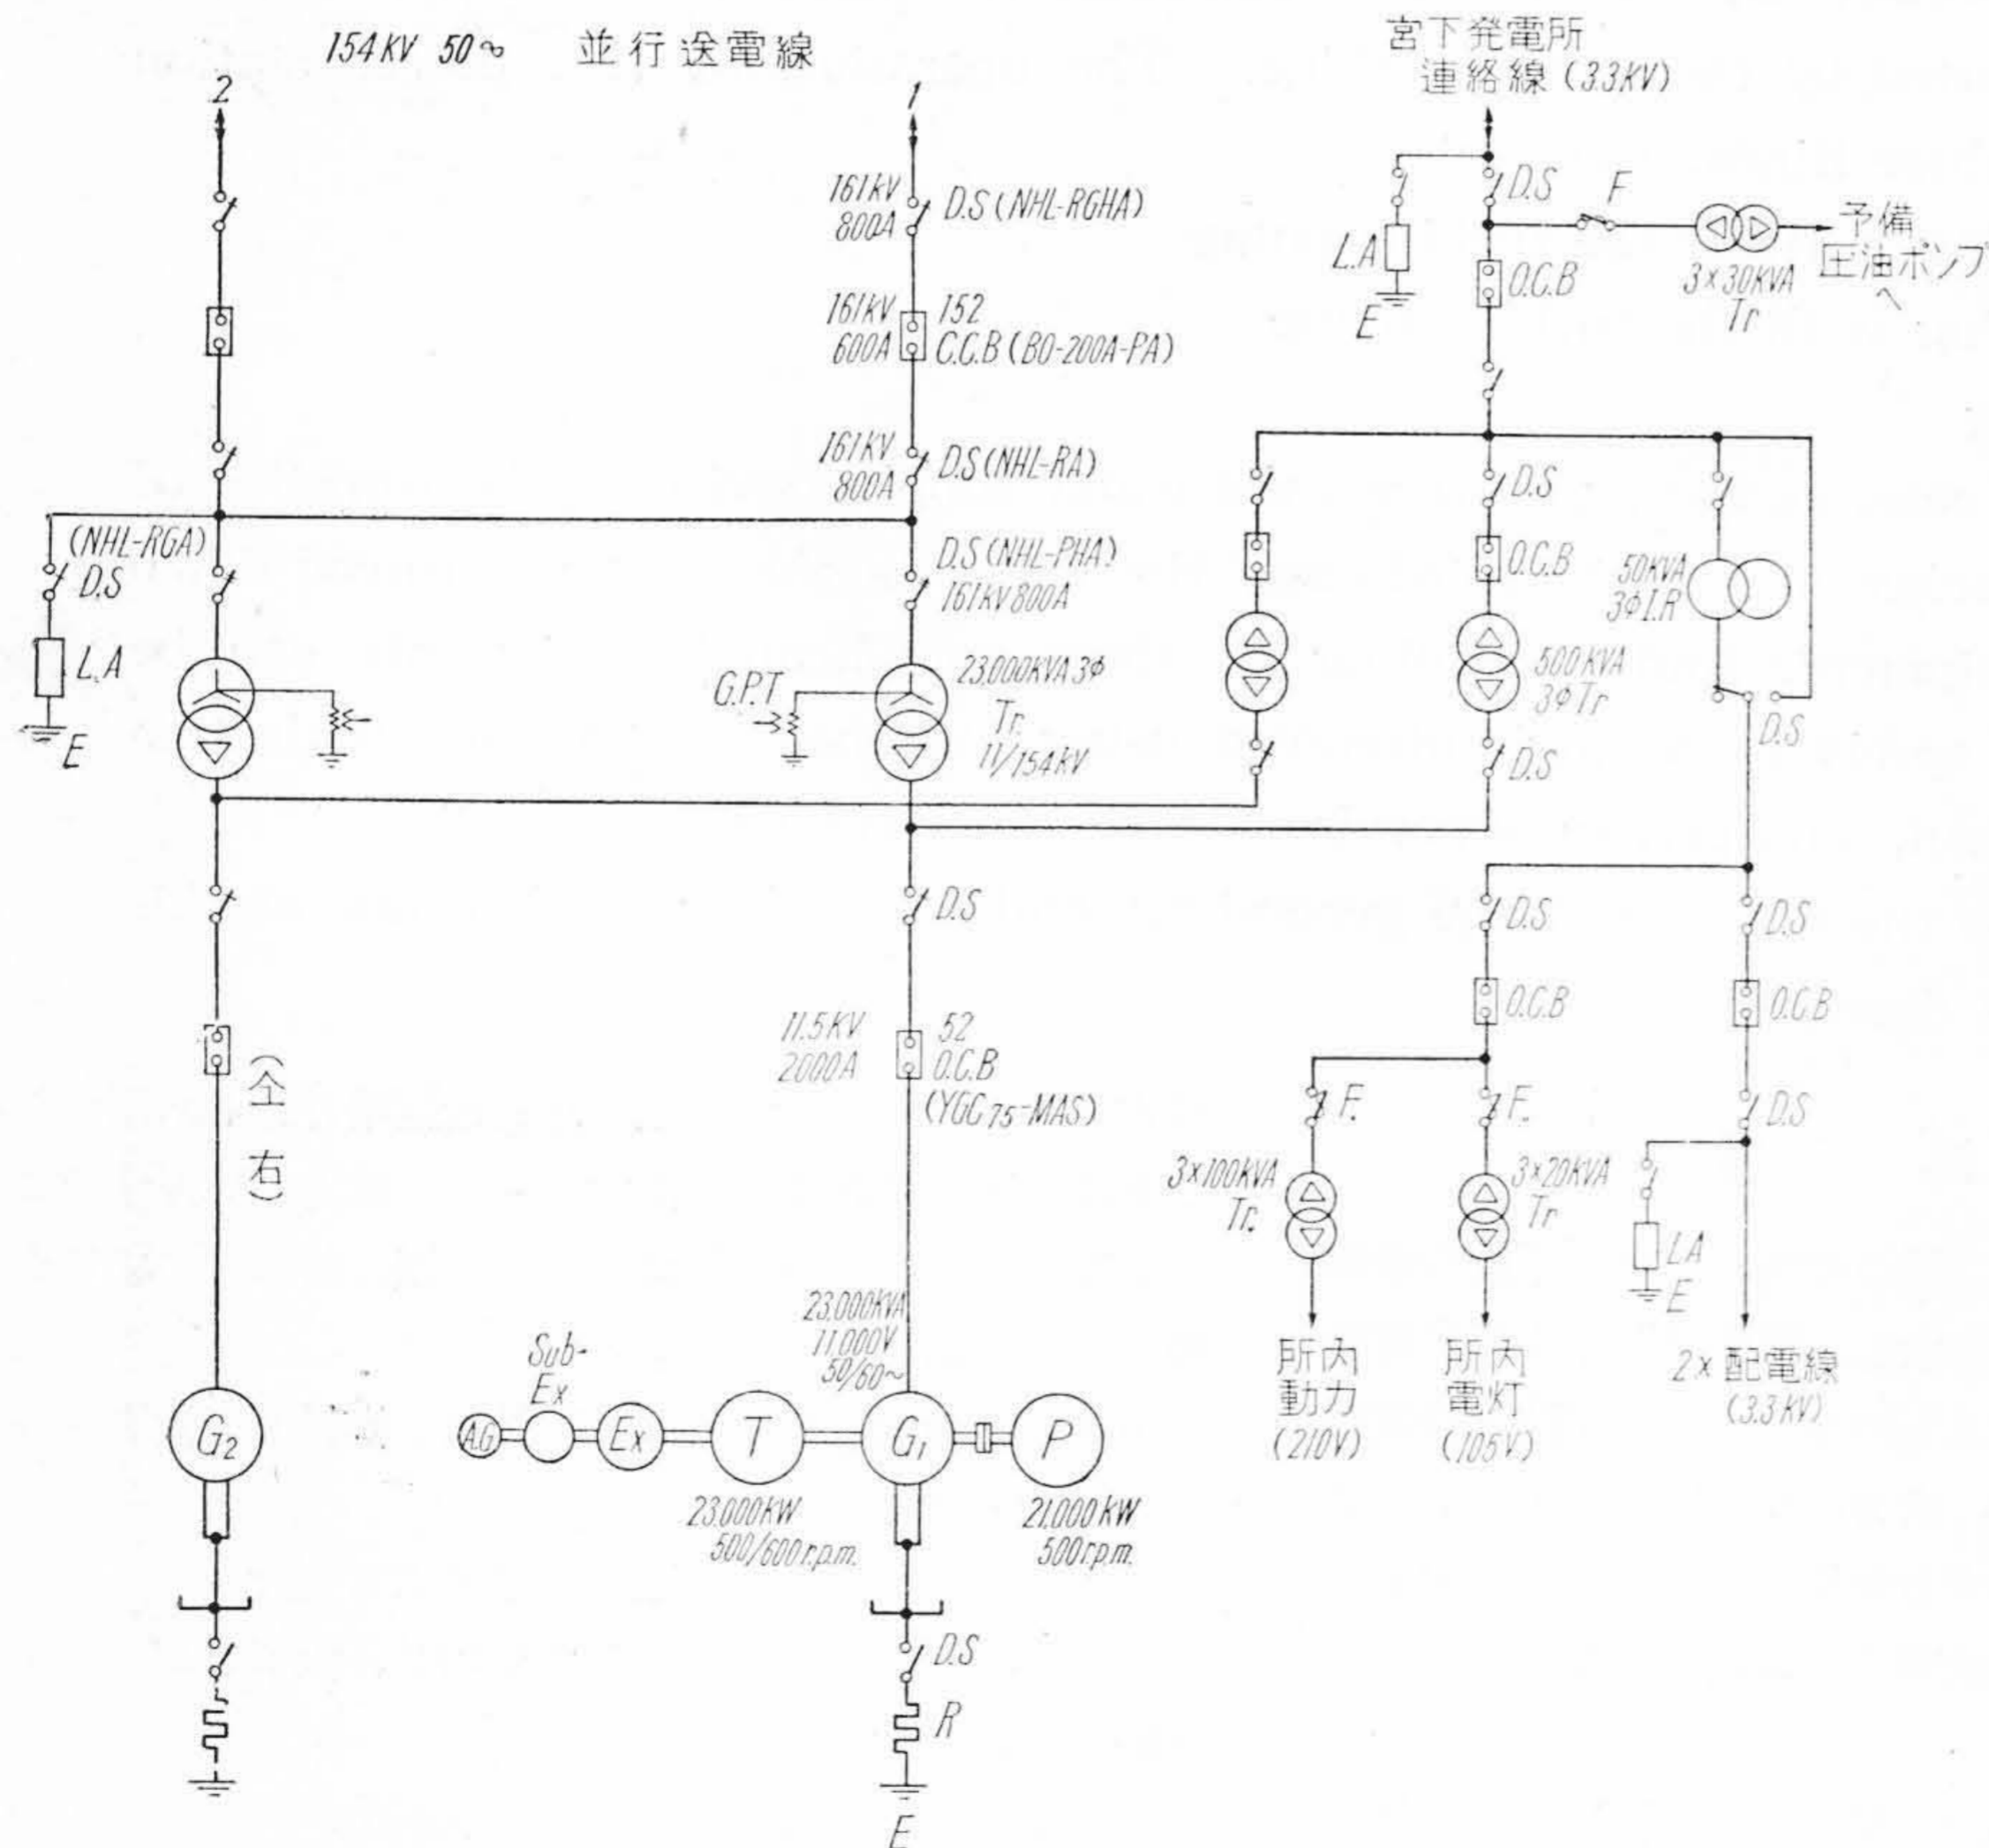 154KV 50~ 並行送電線
2
1
宮下発電所
連絡線 (3.3KV)
161KV
800A
D.S (NHL-RGHA)
L.A
E
D.S
F
3×30KVA
Tr
予備
圧油ポンプ
へ
O.C.B
161KV
600A
152
C.C.B (BO-200A-PA)
161KV
800A
D.S (NHL-RA)
(NHL-RGA)
D.S
L.A
E
D.S (NHL-PHA)
161KV 800A
G.P.T
23,000KVA 3φ
Tr.
11/154KV
D.S
O.C.B
500KVA
3φ Tr
D.S
50KVA
3φ I.R
D.S
D.S
11.5KV
2000A
52
O.C.B
(YGC75-MAS)
(仝右)
D.S
O.C.B
D.S
O.C.B
D.S
F.
F.
3×100KVA
Tr.
3×20KVA
Tr
L.A
E
所内
動力
(210V)
所内
電灯
(105V)
2×配電線
(3.3KV)
23,000KVA
11,000V
50/60~
Sub-
Ex
G2
A.G
Ex
T
G1
P
23,000KW
500/600r.p.m.
21,000KW
500r.p.m.
D.S
R
E